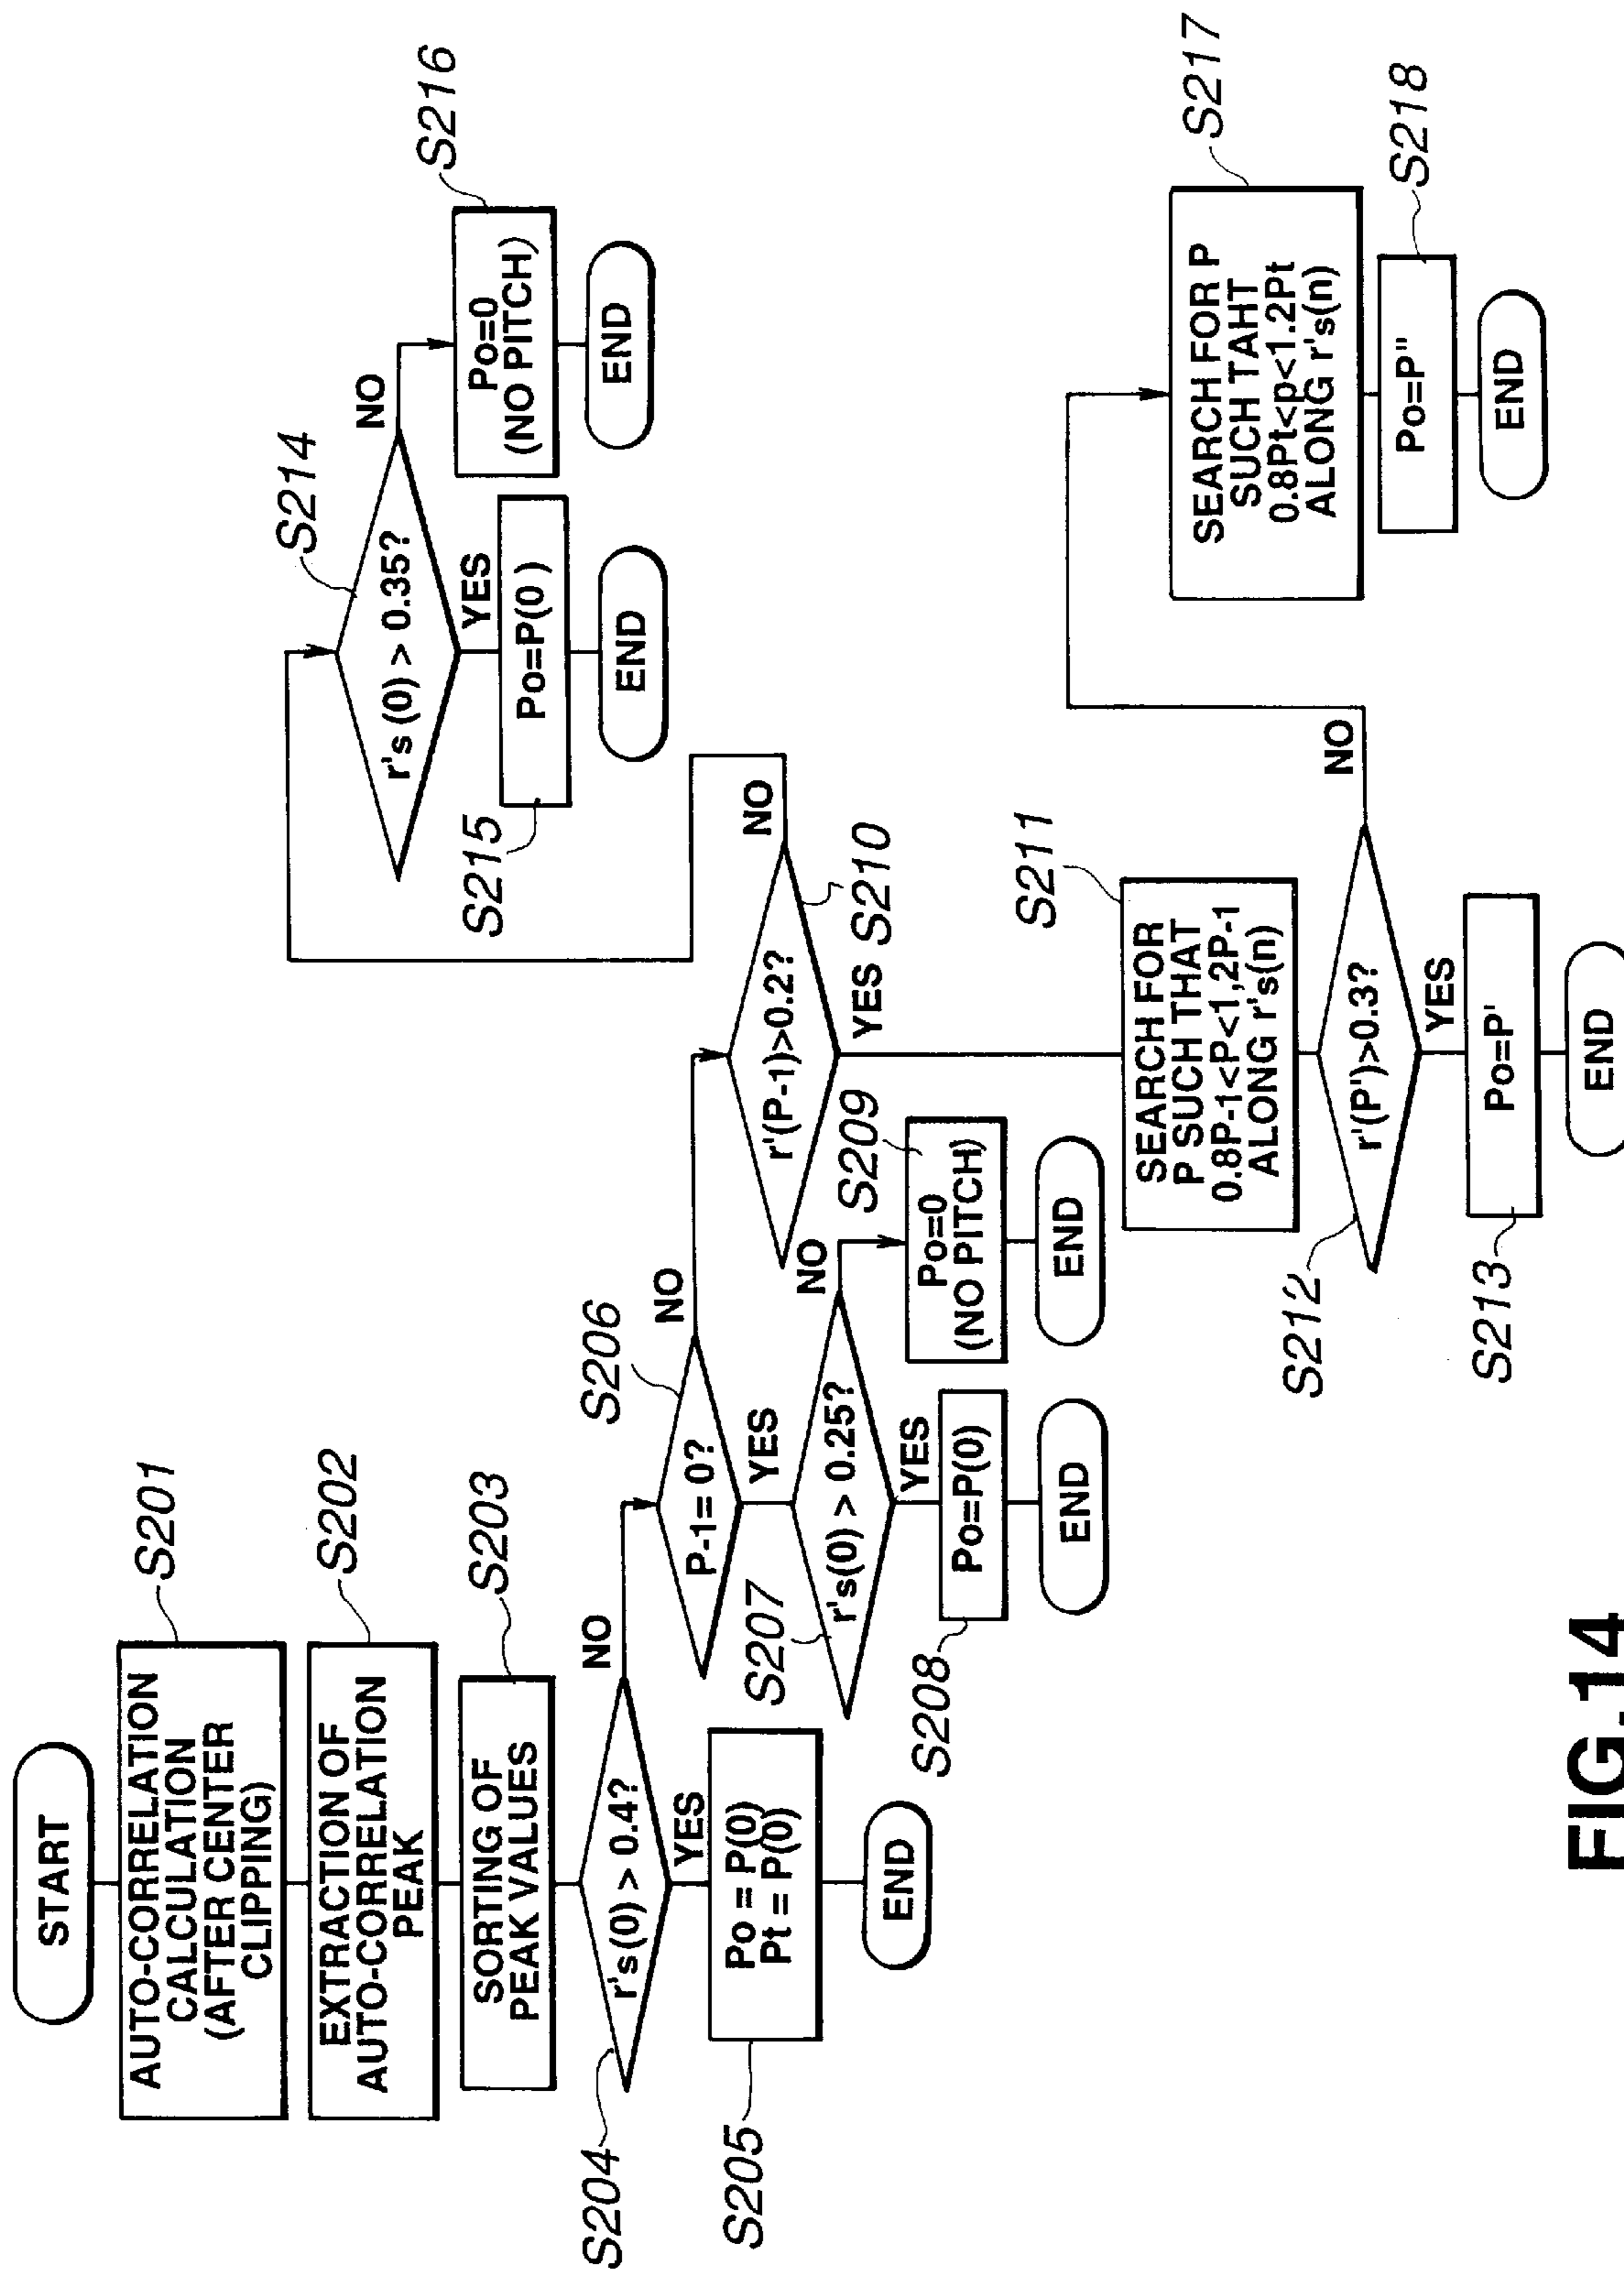 START
AUTO-CORRELATION
CALCULATION
(AFTER CENTER
CLIPPING)
S201
EXTRACTION OF
AUTO-CORRELATION
PEAK
S202
SORTING OF
PEAK VALUES
S203
r's(0) > 0.4?
S204
NO
YES
Po = P(0)
Pt = P(0)
S205
END
P-1= 0?
S206
NO
YES
r's(0) > 0.25?
S207
NO
YES
Po=P(0)
S208
END
Po=0
(NO PITCH)
S209
END
r'(P-1)>0.2?
S210
NO
YES
SEARCH FOR
P SUCH THAT
0.8P-1<P<1,2P-1
ALONG r's(n)
S211
r'(P')>0.3?
S212
NO
YES
Po=P'
S213
END
r's (0) > 0.35?
S214
NO
YES
Po=P(0 )
S215
END
Po=0
(NO PITCH)
S216
END
SEARCH FOR P
SUCH TAHT
0.8Pt<p<1.2Pt
ALONG r's(n)
S217
Po=P"
S218
END
FIG.14